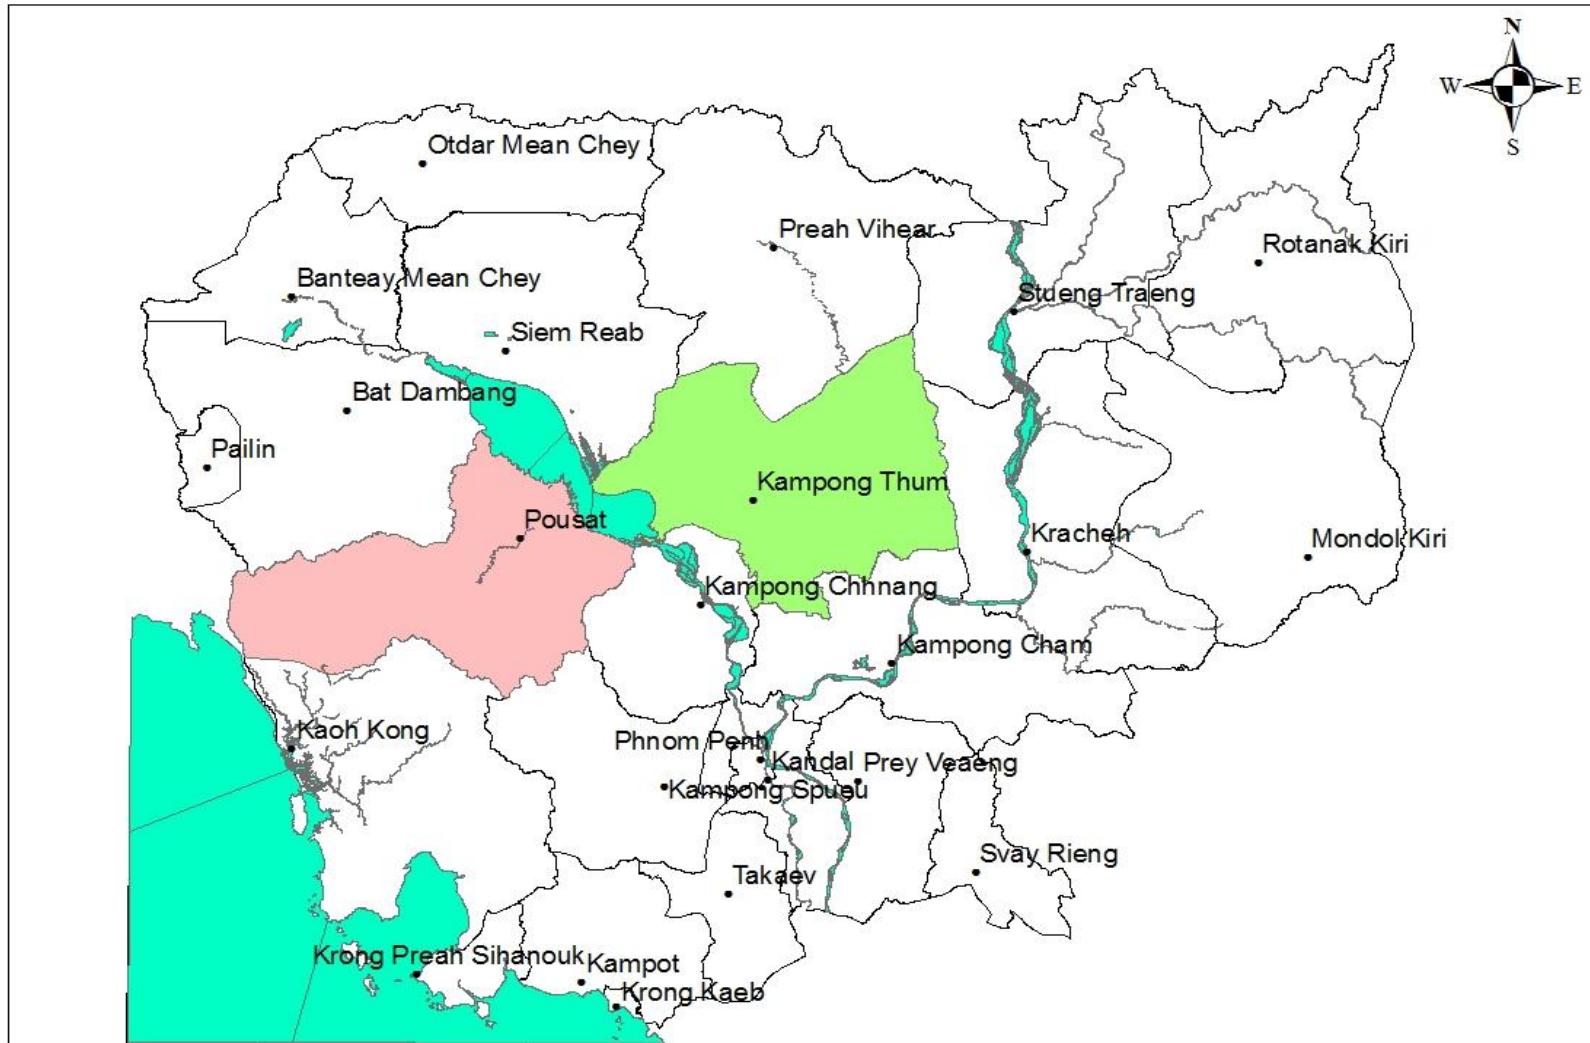 N
W E
S
Otdar Mean Chey
Preah Vihear
Rotanak Kiri
Banteay Mean Chey
Stueng Traeng
Siem Reab
Bat Dambang
Pailin
Kampong Thum
Pousat
Kracheh
Mondol Kiri
Kampong Chhnang
Kampong Cham
Kaoh Kong
Phnom Penh
Kandal
Prey Veaeng
Kampong Spueu
Svay Rieng
Takaev
Krong Preah Sihanouk
Kampot
Krong Kaeb